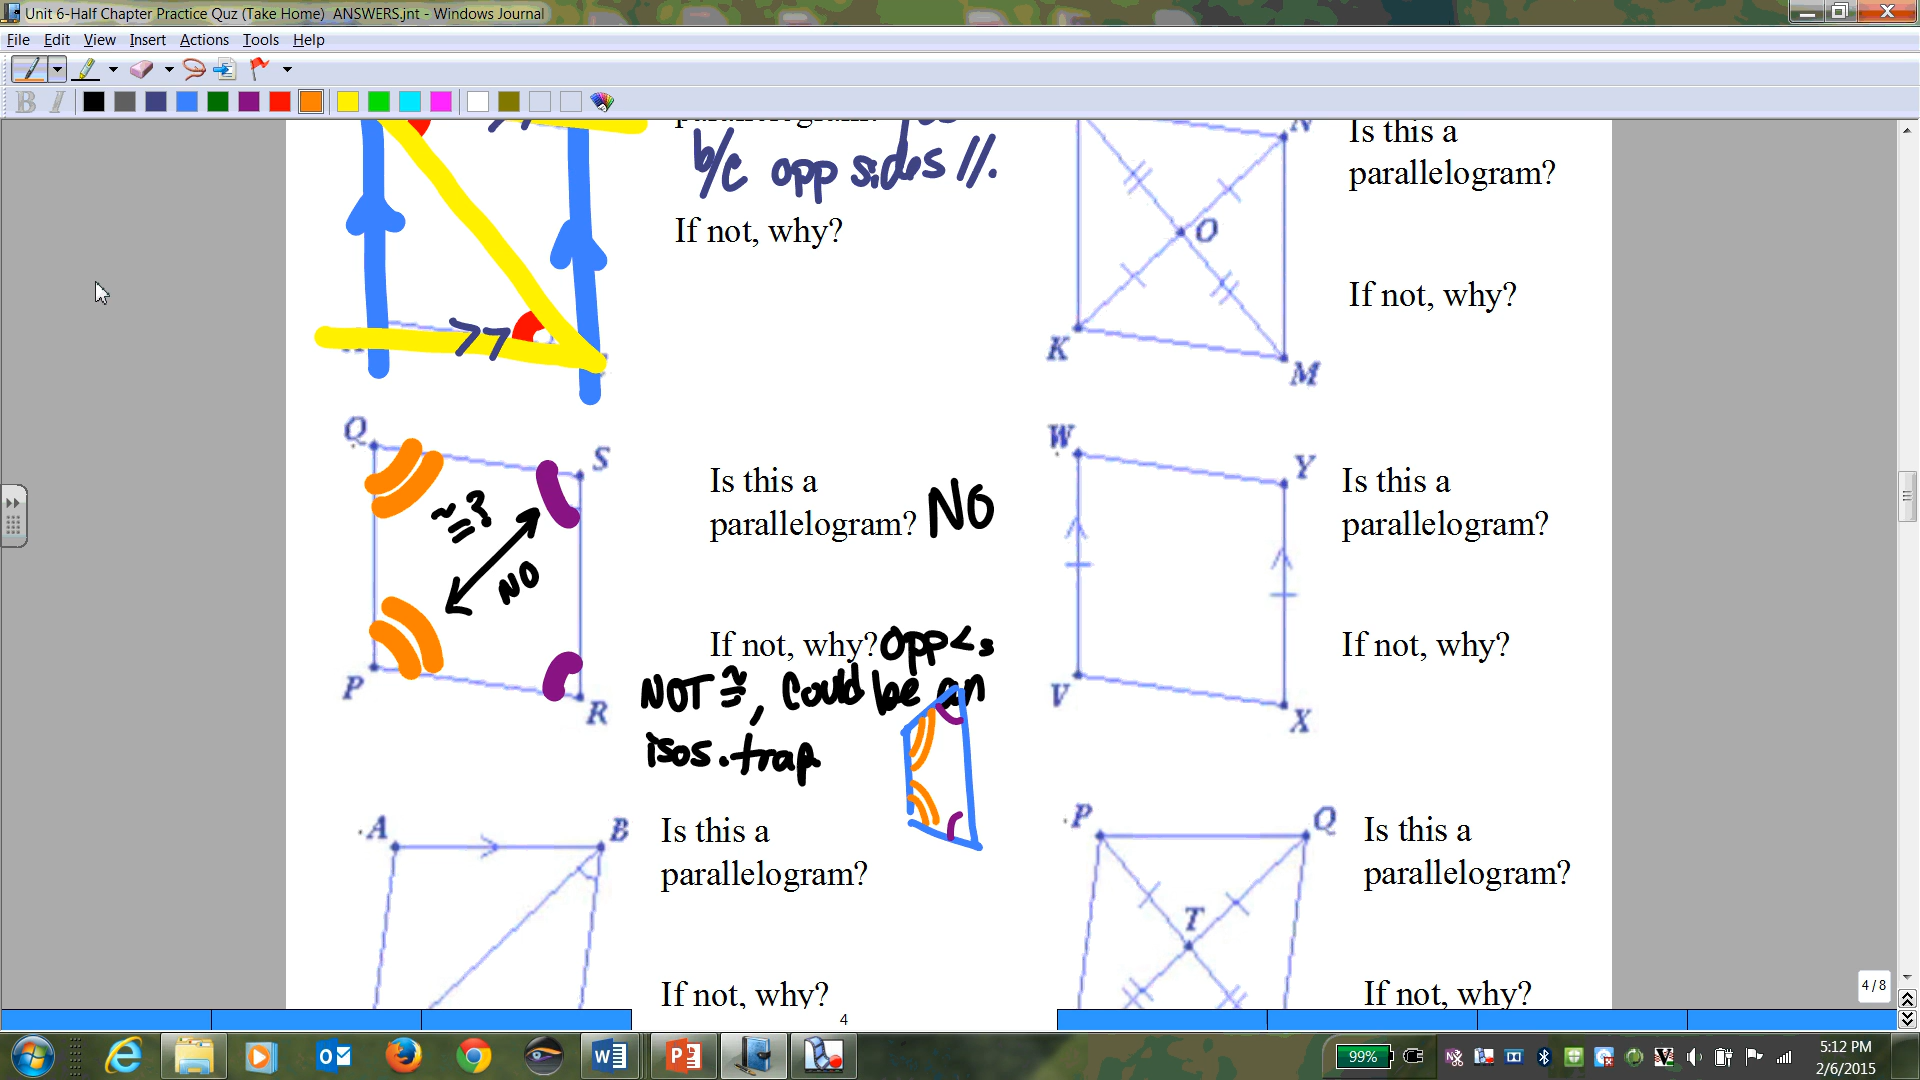 Unit 6-Half Chapter Practice Quz (Take Home) ANSWERS.jnt - Windows Journal
File Edit View Insert Actions Tools Help
B I
b/c opp sides //.
If not, why?
N
Is this a
parallelogram?
O
If not, why?
K
M
Q
S
≅?
NO
P
R
Is this a
parallelogram? NO
If not, why? opp <s
NOT ≅, Could be an
isos. trap.
W
Y
Is this a
parallelogram?
If not, why?
V
X
A
B
Is this a
parallelogram?
If not, why?
P
Q
T
Is this a
parallelogram?
If not, why?
4 / 8
4
99%
5:12 PM
2/6/2015